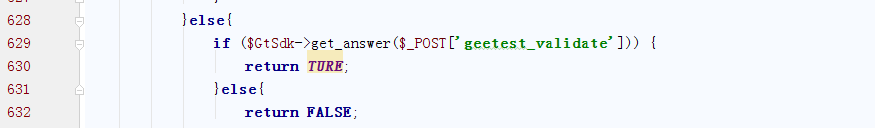 628 }else{
629 if ($GtSdk->get_answer($_POST['geetest_validate'])) {
630 return TURE;
631 }else{
632 return FALSE;